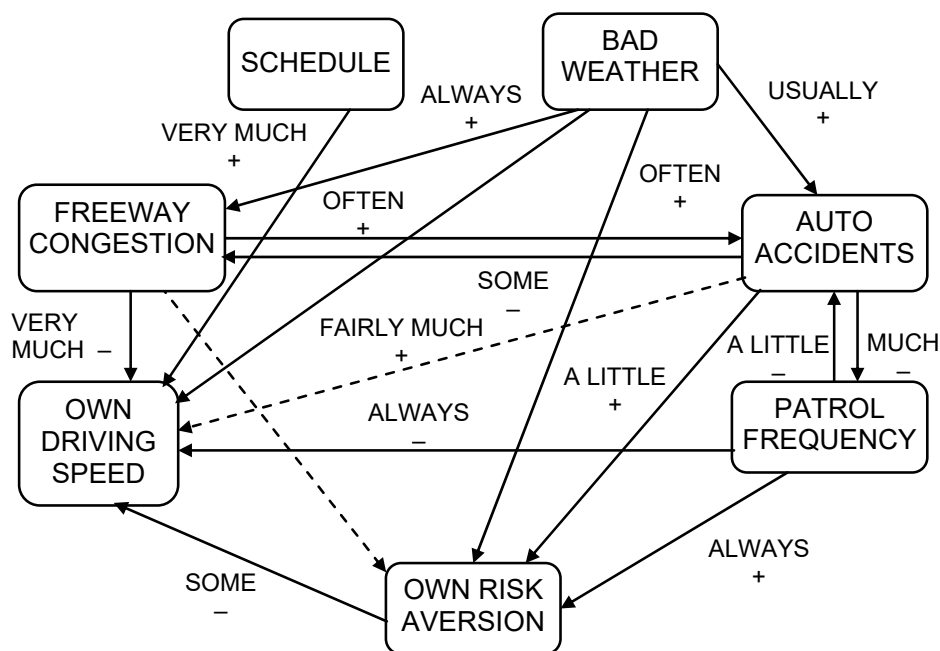 SCHEDULE
BAD
WEATHER
USUALLY
+
ALWAYS
+
VERY MUCH
+
FREEWAY
CONGESTION
OFTEN
+
OFTEN
+
AUTO
ACCIDENTS
SOME
–
VERY
MUCH –
FAIRLY MUCH
+
A LITTLE
–
MUCH
–
A LITTLE
+
OWN
DRIVING
SPEED
ALWAYS
–
PATROL
FREQUENCY
SOME
–
OWN RISK
AVERSION
ALWAYS
+